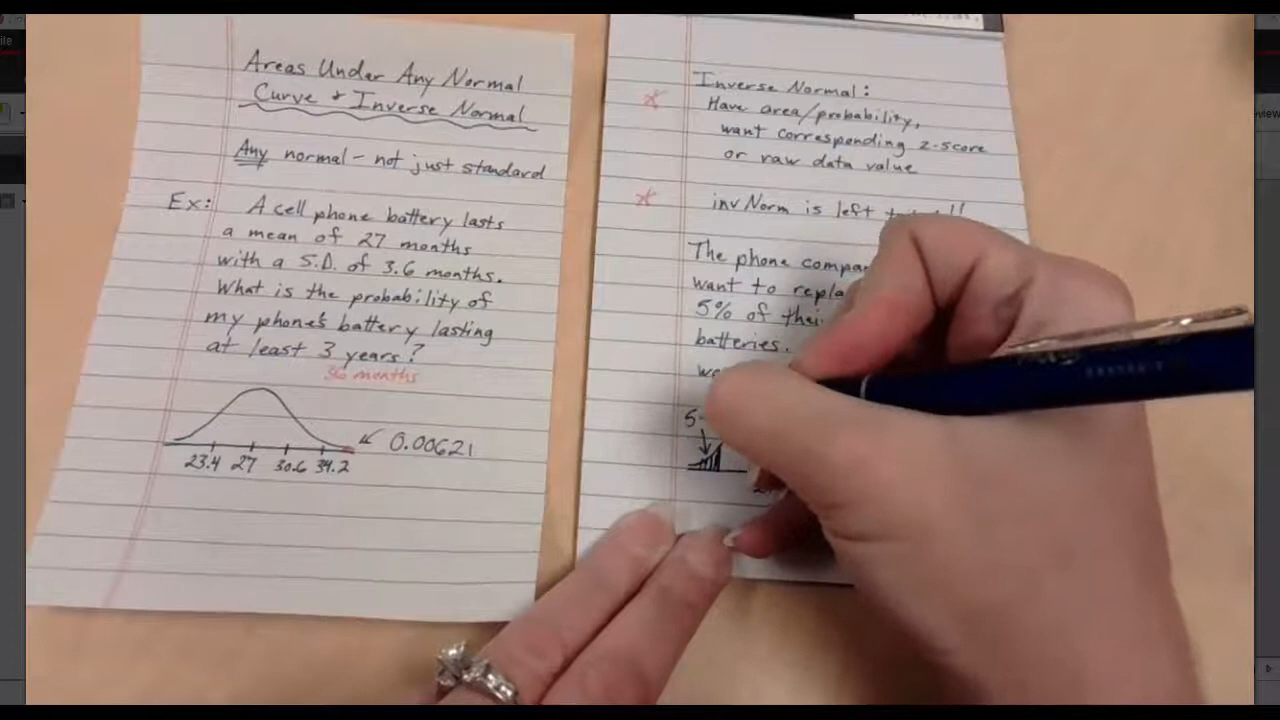 Areas Under Any Normal
Curve & Inverse Normal
Any normal - not just standard
Ex: A cell phone battery lasts
a mean of 27 months
with a S.D. of 3.6 months.
What is the probability of
my phone's battery lasting
at least 3 years?
36 months
0.00621
23.4 27 30.6 34.2
Inverse Normal:
* Have area/probability,
want corresponding z-score
or raw data value
* invNorm is left
The phone
want to
5% of
batteries.